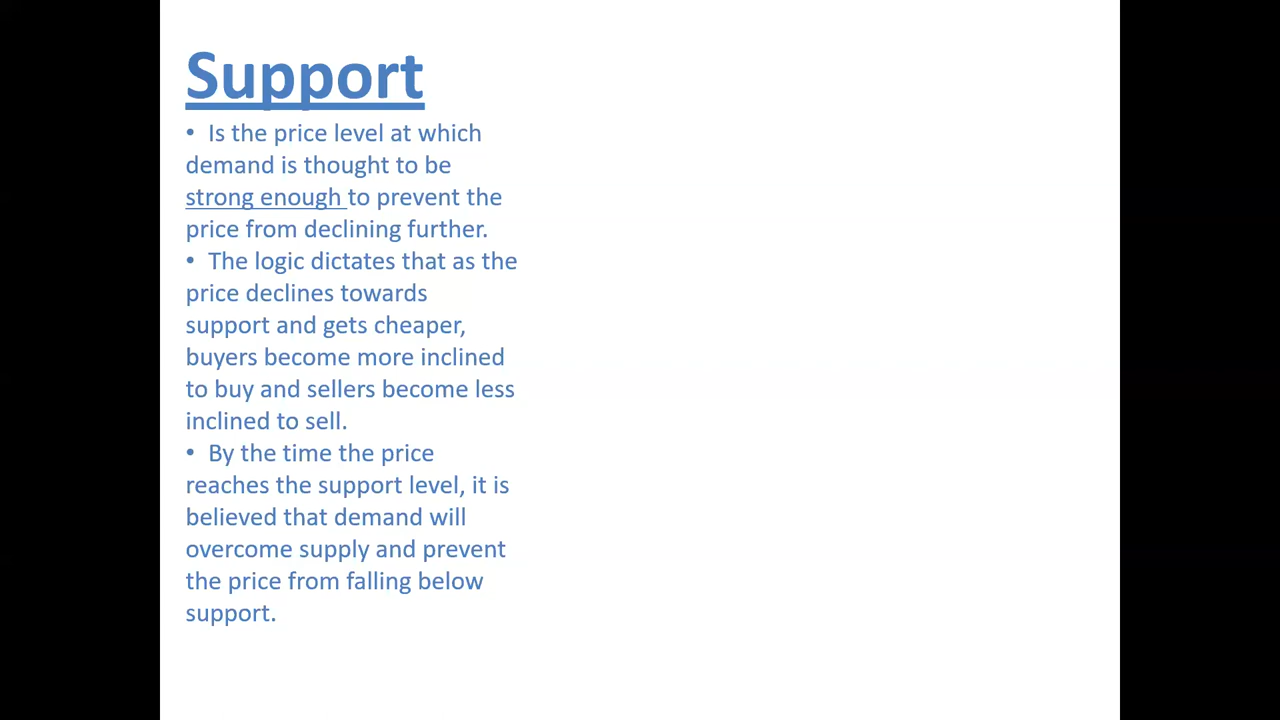 Support
• Is the price level at which
demand is thought to be
strong enough to prevent the
price from declining further.
• The logic dictates that as the
price declines towards
support and gets cheaper,
buyers become more inclined
to buy and sellers become less
inclined to sell.
• By the time the price
reaches the support level, it is
believed that demand will
overcome supply and prevent
the price from falling below
support.